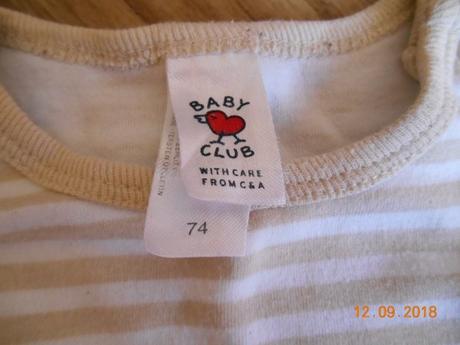 BABY
CLUB
WITH CARE
FROM C&A
74
12.09.2018